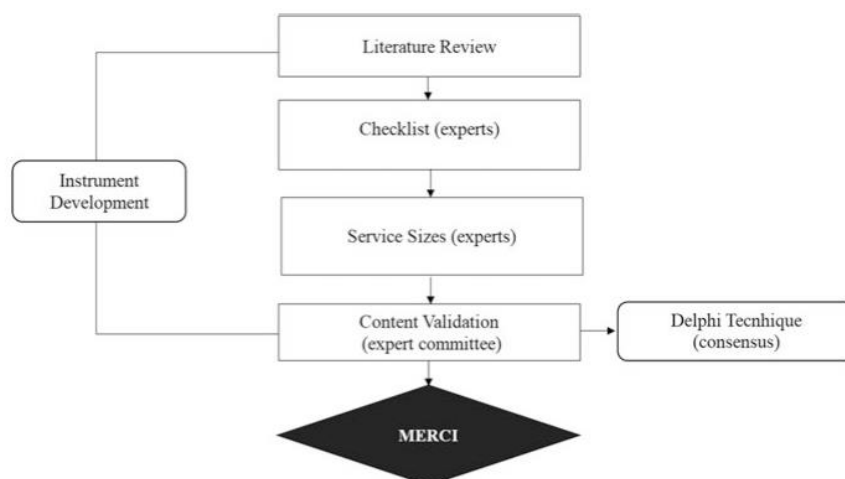 Literature Review
Checklist (experts)
Instrument
Development
Service Sizes (experts)
Content Validation
(expert committee)
Delphi Tecnhique
(consensus)
MERCI